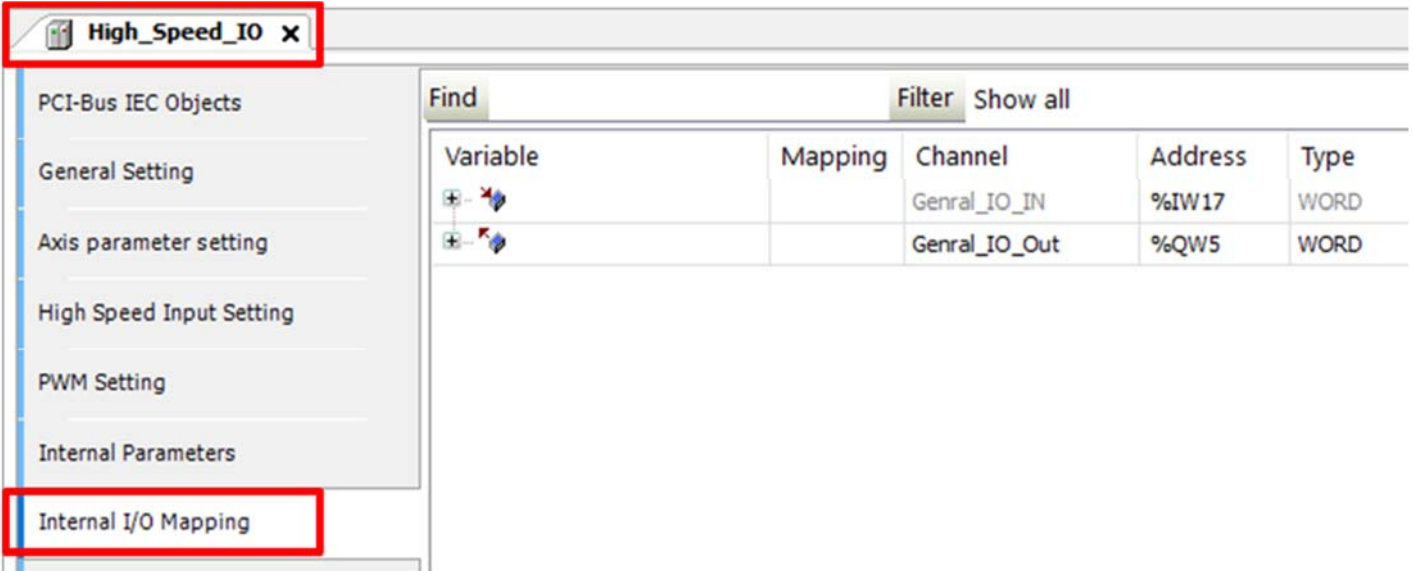 High_Speed_IO x
PCI-Bus IEC Objects
General Setting
Axis parameter setting
High Speed Input Setting
PWM Setting
Internal Parameters
Internal I/O Mapping
Find Filter Show all
Variable Mapping Channel Address Type
Genral_IO_IN %IW17 WORD
Genral_IO_Out %QW5 WORD